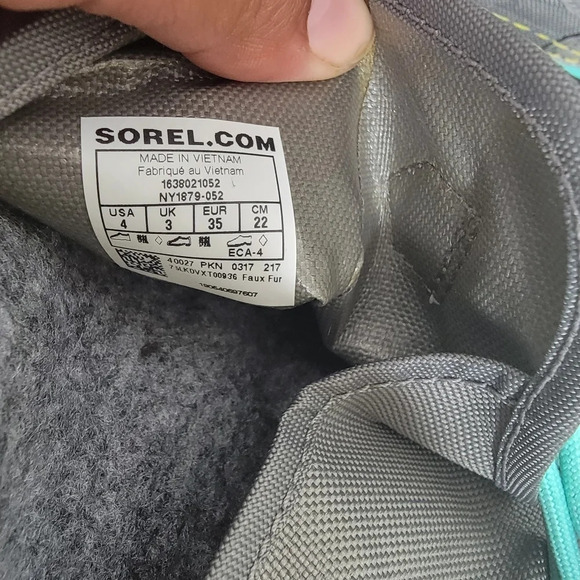 SOREL.COM
MADE IN VIETNAM
Fabriqué au Vietnam
1638021052
NY1879-052
USA UK EUR CM
4 3 35 22
ECA-4
40027 PKN 0317 217
Faux Fur